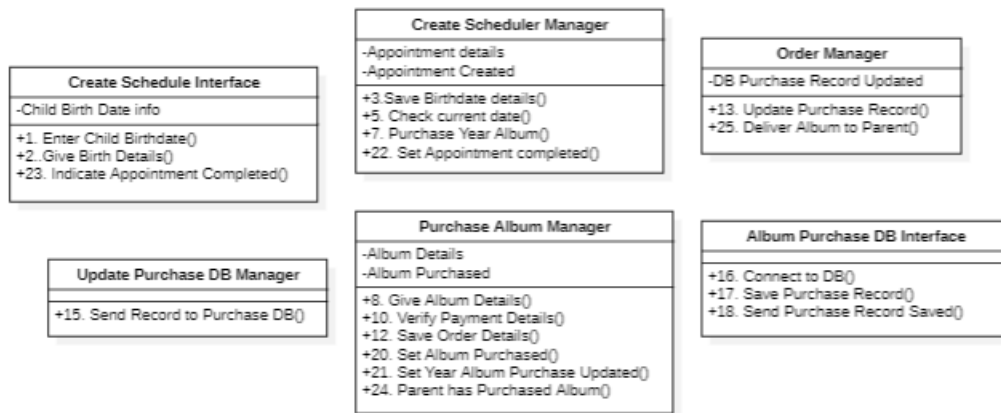 Create Schedule Interface
-Child Birth Date info
+1. Enter Child Birthdate()
+2..Give Birth Details()
+23. Indicate Appointment Completed()
Create Scheduler Manager
-Appointment details
-Appointment Created
+3.Save Birthdate details()
+5. Check current date()
+7. Purchase Year Album()
+22. Set Appointment completed()
Order Manager
-DB Purchase Record Updated
+13. Update Purchase Record()
+25. Deliver Album to Parent()
Update Purchase DB Manager
+15. Send Record to Purchase DB()
Purchase Album Manager
-Album Details
-Album Purchased
+8. Give Album Details()
+10. Verify Payment Details()
+12. Save Order Details()
+20. Set Album Purchased()
+21. Set Year Album Purchase Updated()
+24. Parent has Purchased Album()
Album Purchase DB Interface
+16. Connect to DB()
+17. Save Purchase Record()
+18. Send Purchase Record Saved()